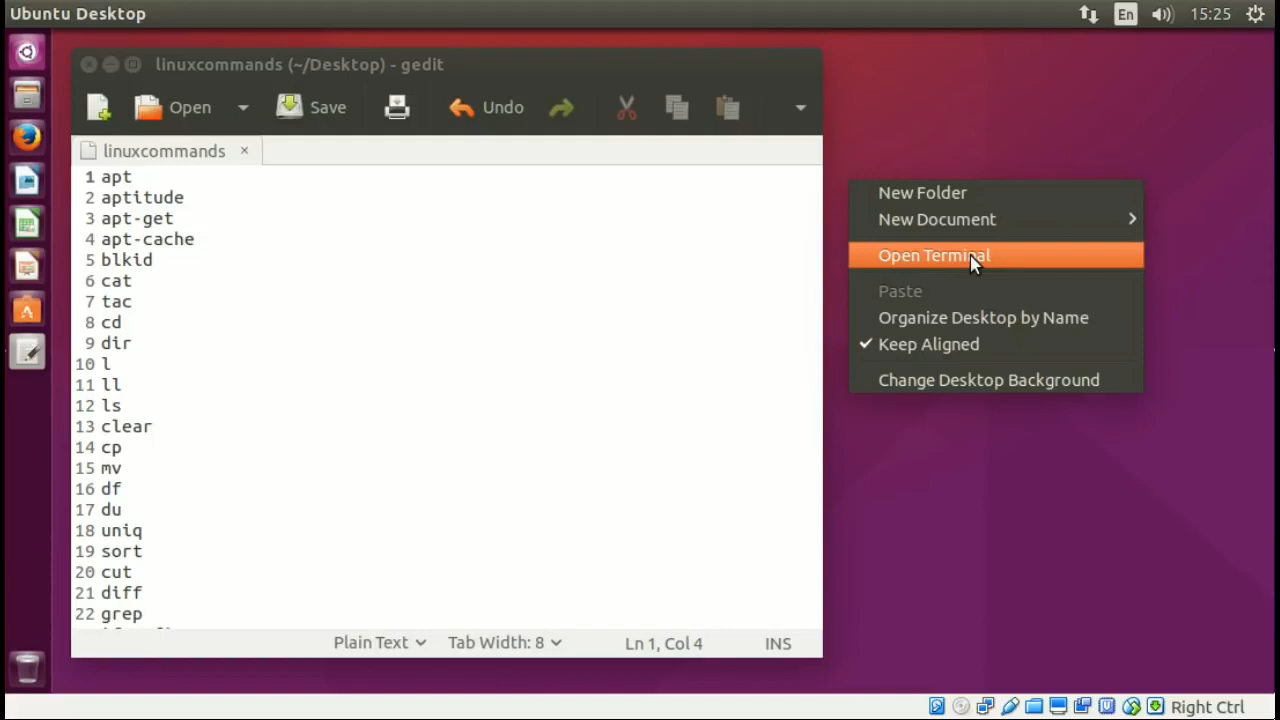 Ubuntu Desktop
En
15:25
linuxcommands (~/Desktop) - gedit
Open
Save
Undo
linuxcommands ×
1 apt
2 aptitude
3 apt-get
4 apt-cache
5 blkid
6 cat
7 tac
8 cd
9 dir
10 l
11 ll
12 ls
13 clear
14 cp
15 mv
16 df
17 du
18 uniq
19 sort
20 cut
21 diff
22 grep
Plain Text
Tab Width: 8
Ln 1, Col 4
INS
New Folder
New Document
Open Terminal
Paste
Organize Desktop by Name
Keep Aligned
Change Desktop Background
Right Ctrl